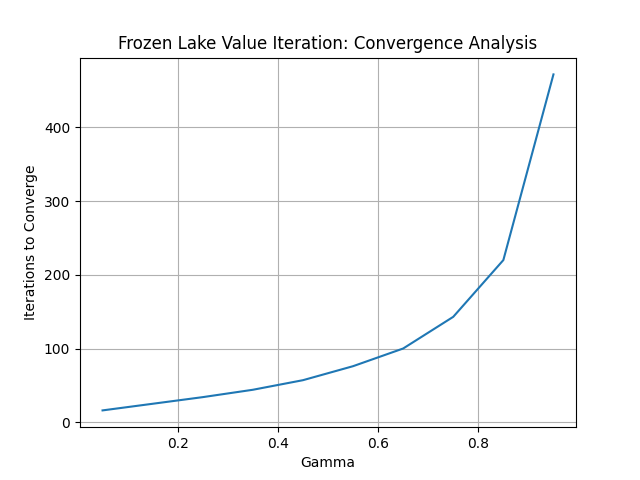 Frozen Lake Value Iteration: Convergence Analysis
Iterations to Converge
400
300
200
100
0
0.2 0.4 0.6 0.8
Gamma